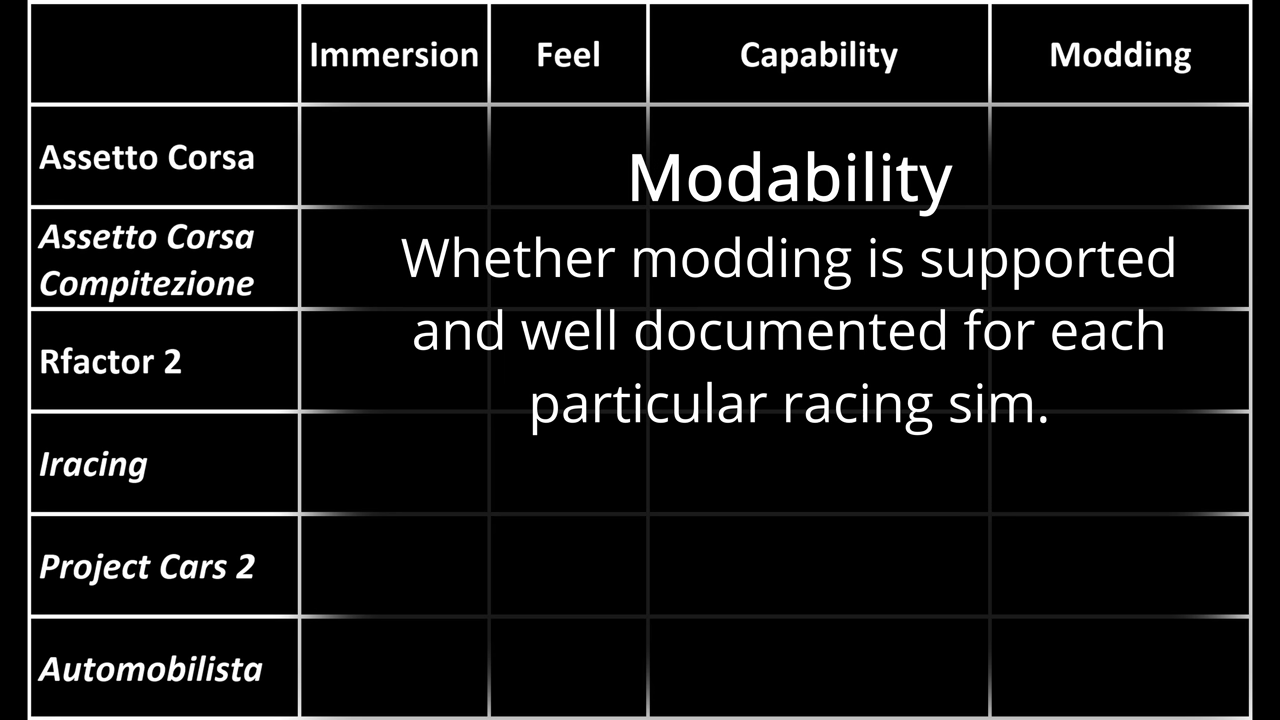 Immersion Feel Capability Modding
Assetto Corsa
Assetto Corsa
Compitezione
Rfactor 2
Iracing
Project Cars 2
Automobilista
Modability
Whether modding is supported
and well documented for each
particular racing sim.